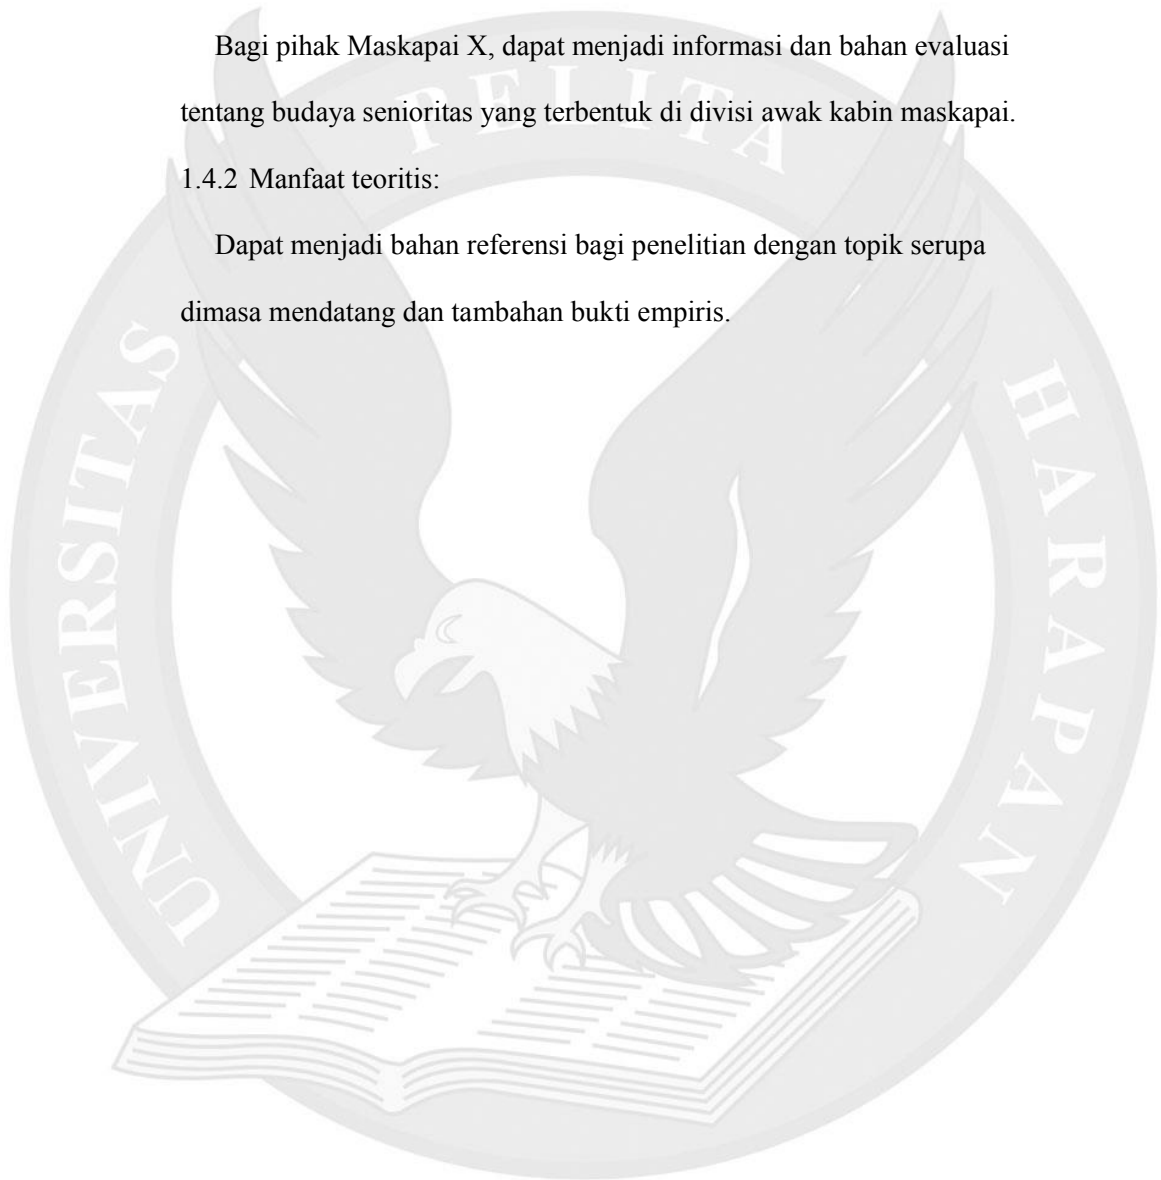 Bagi pihak Maskapai X, dapat menjadi informasi dan bahan evaluasi
tentang budaya senioritas yang terbentuk di divisi awak kabin maskapai.
1.4.2 Manfaat teoritis:
Dapat menjadi bahan referensi bagi penelitian dengan topik serupa
dimasa mendatang dan tambahan bukti empiris.
UNIVERSITAS PELITA HARAPAN